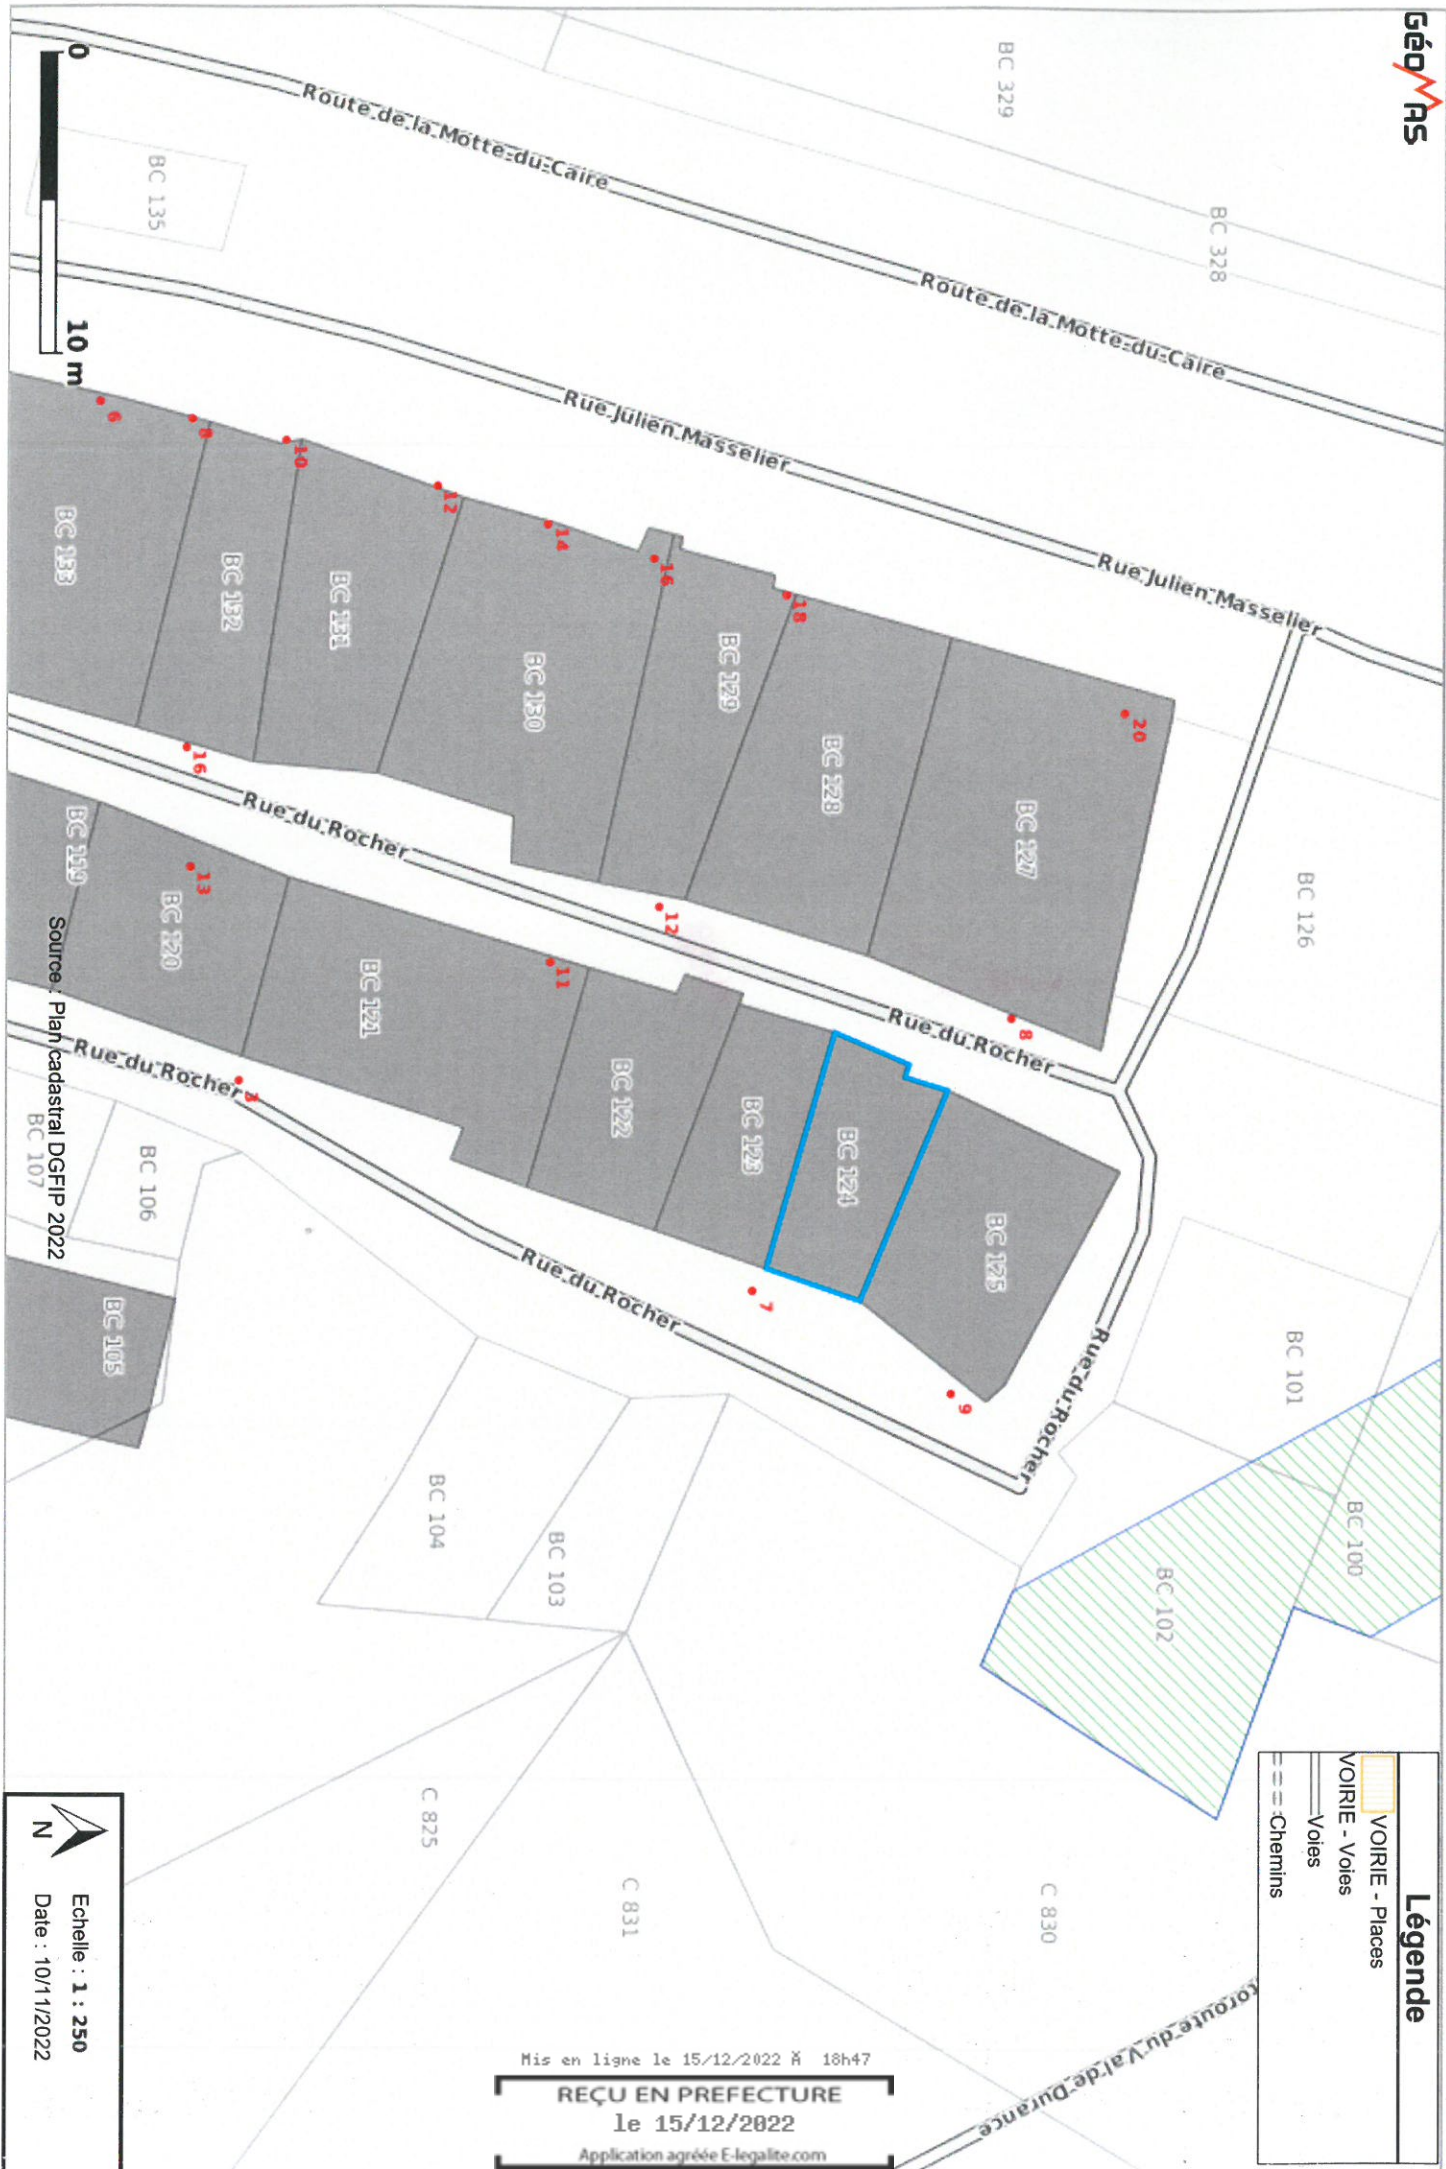 GéoMAS
BC 329
BC 328
Route de la Motte-du-Caire
Route de la Motte-du-Caire
BC 135
0
10 m
Rue Julien Masselier
Rue Julien Masselier
6
8
10
12
14
16
18
20
BC 133
BC 132
BC 131
BC 130
BC 129
BC 128
BC 127
BC 126
16
12
8
Rue du Rocher
Rue du Rocher
BC 119
13
BC 120
BC 121
11
BC 122
BC 123
BC 124
BC 125
Rue du Rocher
3
Rue du Rocher
7
9
Rue du Rocher
BC 107
BC 106
BC 105
BC 104
BC 103
BC 102
BC 101
BC 100
C 825
C 831
C 830
toroute du Val de Durance
Source : Plan cadastral DGFIP 2022
Légende
VOIRIE - Places
VOIRIE - Voies
Voies
Chemins
N
Echelle : 1 : 250
Date : 10/11/2022
Mis en ligne le 15/12/2022 Ã 18h47
REÇU EN PREFECTURE
le 15/12/2022
Application agréée E-legalite.com